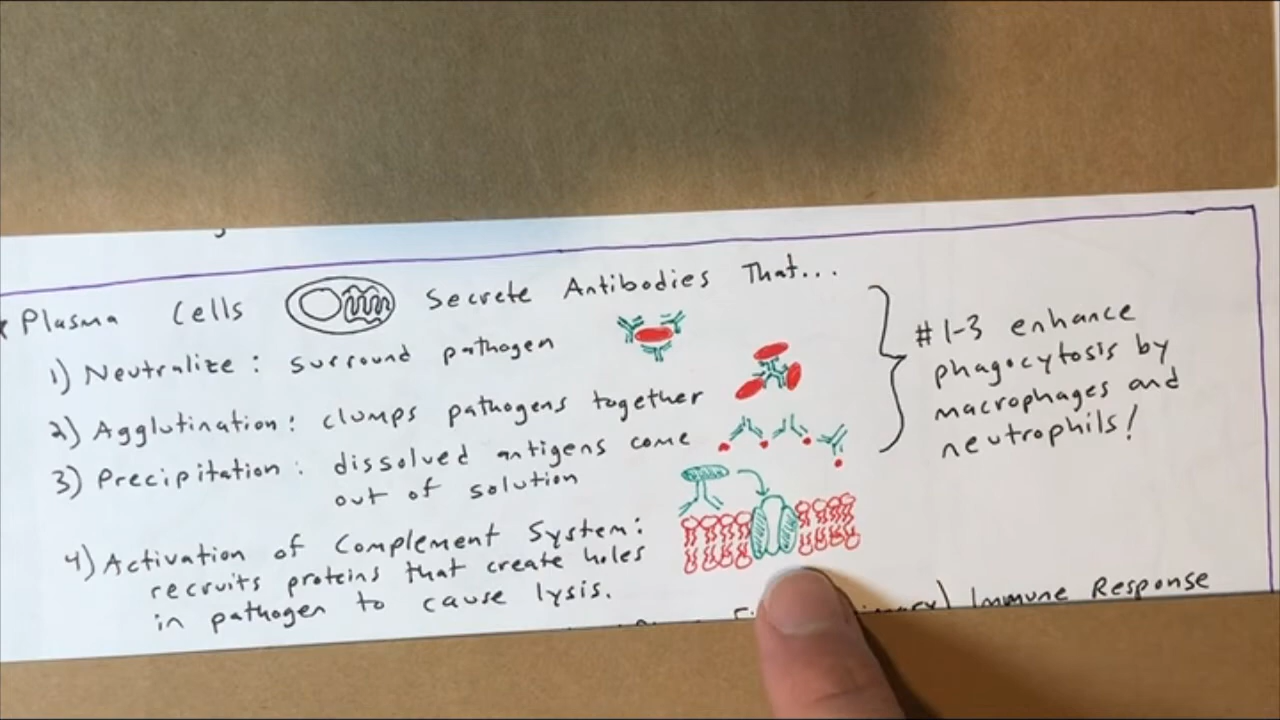 Plasma Cells Secrete Antibodies That...
1) Neutralize: surround pathogen
2) Agglutination: clumps pathogens together
3) Precipitation: dissolved antigens come
out of solution
4) Activation of Complement System:
recruits proteins that create holes
in pathogen to cause lysis.
#1-3 enhance
phagocytosis by
macrophages and
neutrophils!
Immune Response